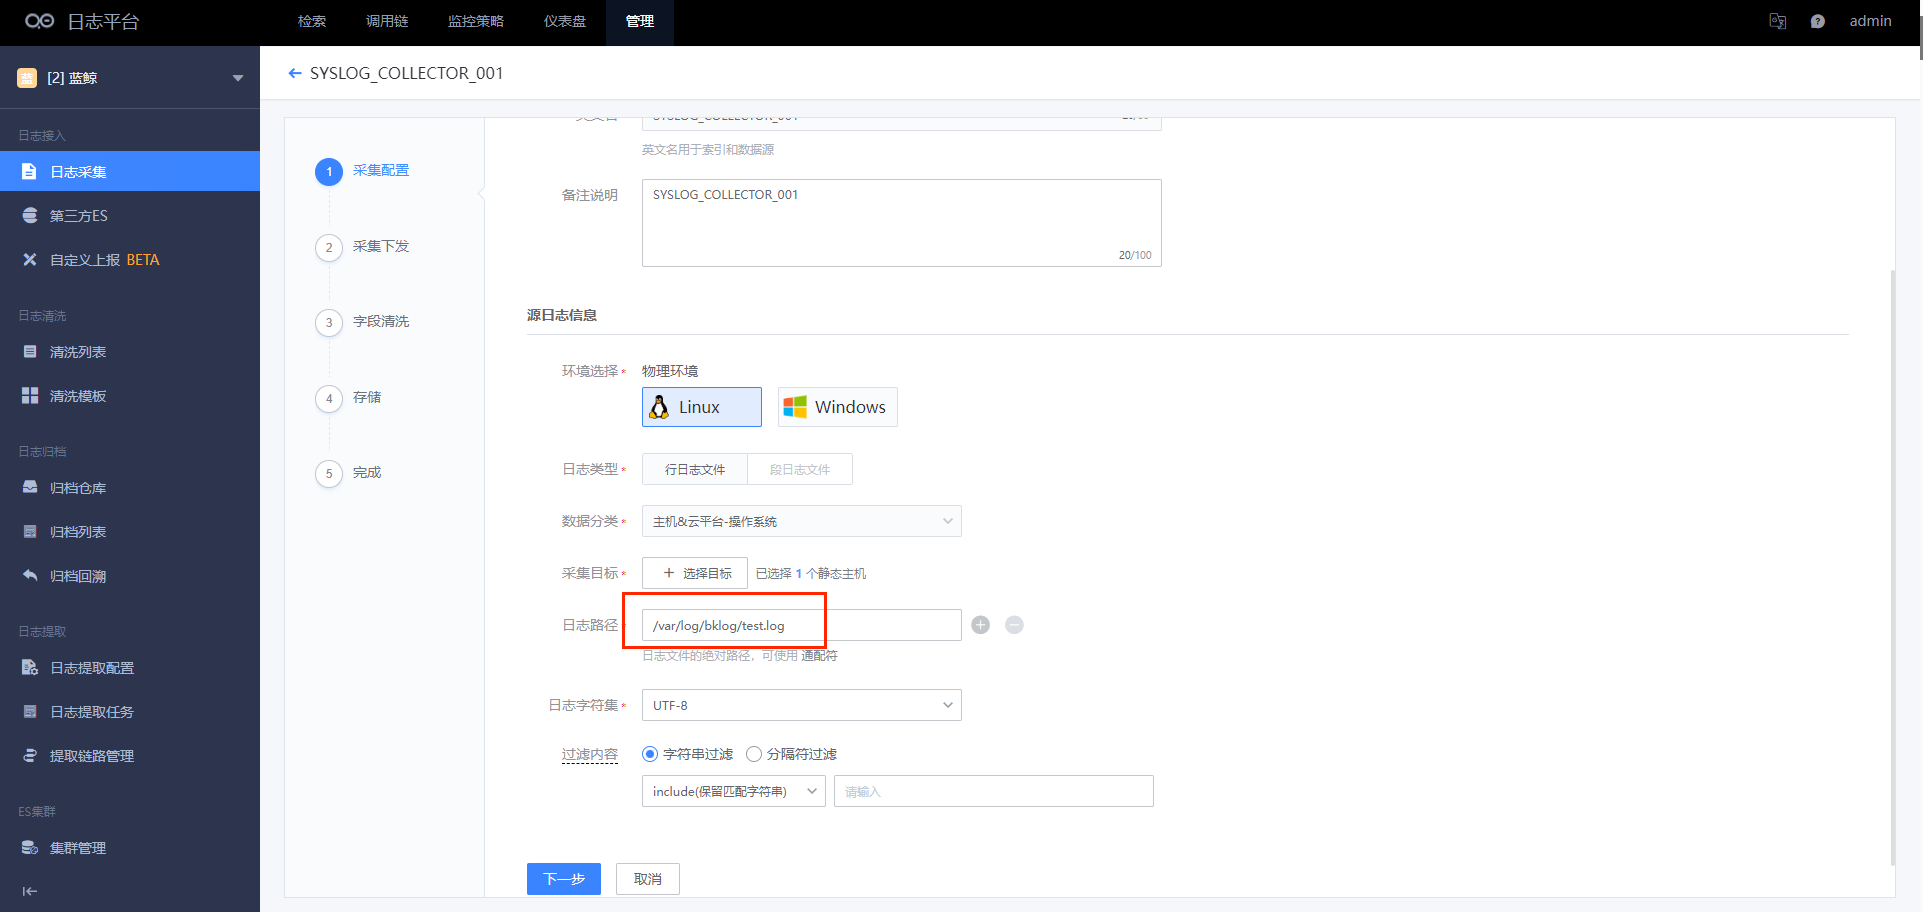 日志平台
检索 调用链 监控策略 仪表盘 管理
admin
蓝 [2] 蓝鲸
SYSLOG_COLLECTOR_001
日志接入
日志采集
第三方ES
自定义上报 BETA
日志清洗
清洗列表
清洗模板
日志归档
归档仓库
归档列表
归档回溯
日志提取
日志提取配置
日志提取任务
提取链路管理
ES集群
集群管理
1 采集配置
2 采集下发
3 字段清洗
4 存储
5 完成
英文名 SYSLOG_COLLECTOR_001
英文名用于索引和数据源
备注说明 SYSLOG_COLLECTOR_001
20/100
源日志信息
环境选择* 物理环境
Linux Windows
日志类型* 行日志文件 段日志文件
数据分类* 主机&云平台-操作系统
采集目标* + 选择目标 已选择 1 个静态主机
日志路径* /var/log/bklog/test.log
日志文件的绝对路径，可使用 通配符
日志字符集* UTF-8
过滤内容 字符串过滤 分隔符过滤
include(保留匹配字符串) 请输入
下一步 取消